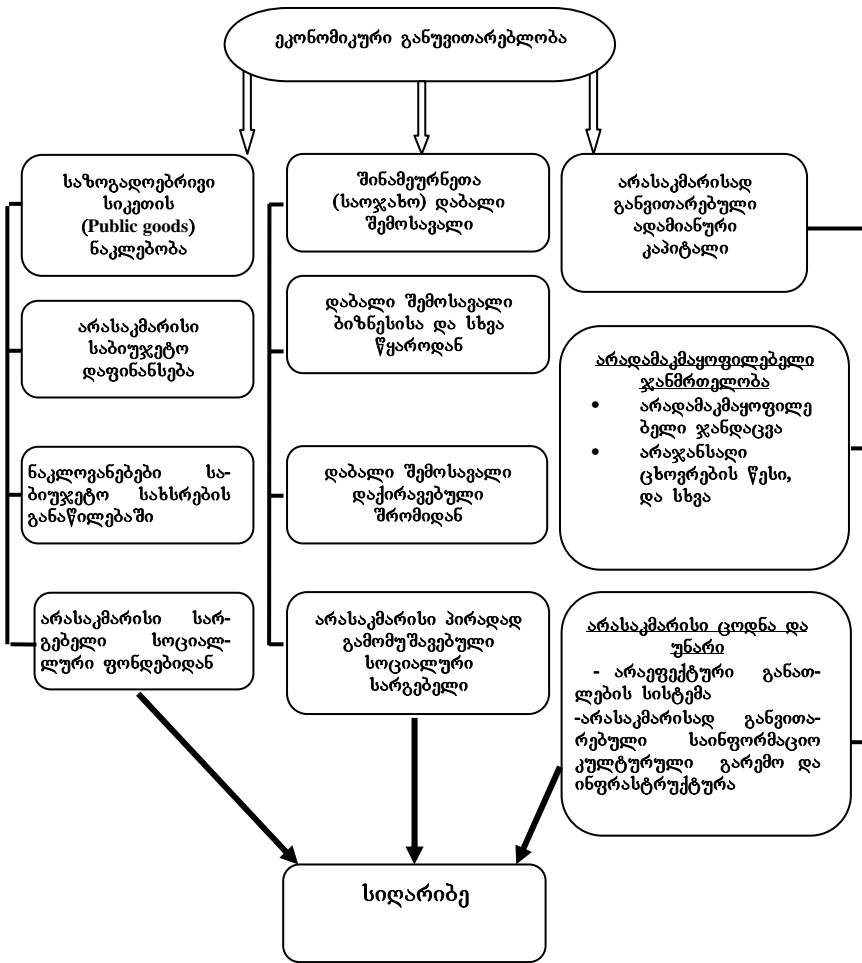 ეკონომიკური განუვითარებლობა
საზოგადოებრივი
სიკეთის
(Public goods)
ნაკლებობა
არასაკმარისი
საბიუჯეტო
დაფინანსება
ნაკლოვანებები სა-
ბიუჯეტო სახსრების
განაწილებაში
არასაკმარისი სარ-
გებელი სოციალ-
ლური ფონდებიდან
შინამეურნეთა
(საოჯახო) დაბალი
შემოსავალი
დაბალი შემოსავალი
ბიზნესისა და სხვა
წყაროდან
დაბალი შემოსავალი
დაქირავებული
შრომიდან
არასაკმარისი პირადად
გამომუშავებული
სოციალური
სარგებელი
არასაკმარისად
განვითარებული
ადამიანური
კაპიტალი
არადამაკმაყოფილებელი
ჯანმრთელობა
• არადამაკმაყოფილე
ბელი ჯანდაცვა
• არაჯანსაღი
ცხოვრების წესი,
და სხვა
არასაკმარისი ცოდნა და
უნარი
- არაეფექტური განათ-
ლების სისტემა
-არასაკმარისად განვითა-
რებული საინფორმაციო
კულტურული გარემო და
ინფრასტრუქტურა
სიღარიბე